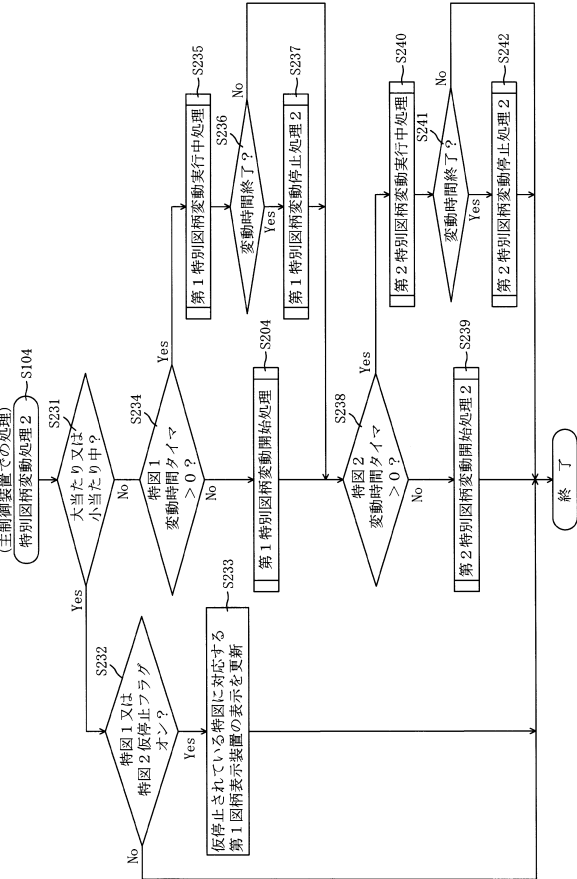 (主制御装置での処理)
特別図柄変動処理2
S104
大当たり又は
小当たり中?
S231
Yes
No
特図1又は
特図2仮停止フラグ
オン?
S232
No
Yes
仮停止されている特図に対応する
第1図柄表示装置の表示を更新
S233
特図1
変動時間タイマ
>0?
S234
Yes
No
第1特別図柄変動開始処理
S204
第1特別図柄変動実行中処理
S235
変動時間終了?
S236
No
Yes
第1特別図柄変動停止処理2
S237
特図2
変動時間タイマ
>0?
S238
Yes
No
第2特別図柄変動開始処理2
S239
第2特別図柄変動実行中処理
S240
変動時間終了?
S241
No
Yes
第2特別図柄変動停止処理2
S242
終 了